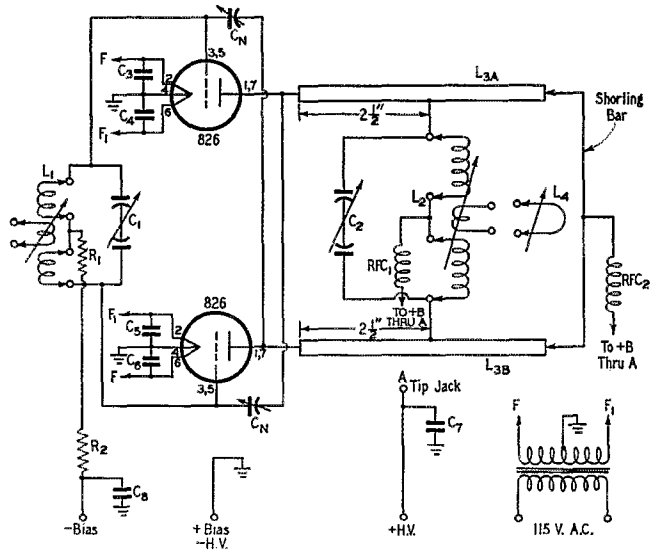 C_N
F
C3
C4
F1
2
4
6
3,5
1,7
826
L3A
2 1/2"
Shorting
Bar
L1
C1
R1
C2
L2
L4
RFC1
TO +B
THRU A
RFC2
To +B
Thru A
826
F1
C5
C6
F
2
4
6
3,5
1,7
C_N
2 1/2"
L3B
A
Tip Jack
C7
F
F1
R2
C8
-Bias
+ Bias
-H.V.
+H.V.
115 V. A.C.